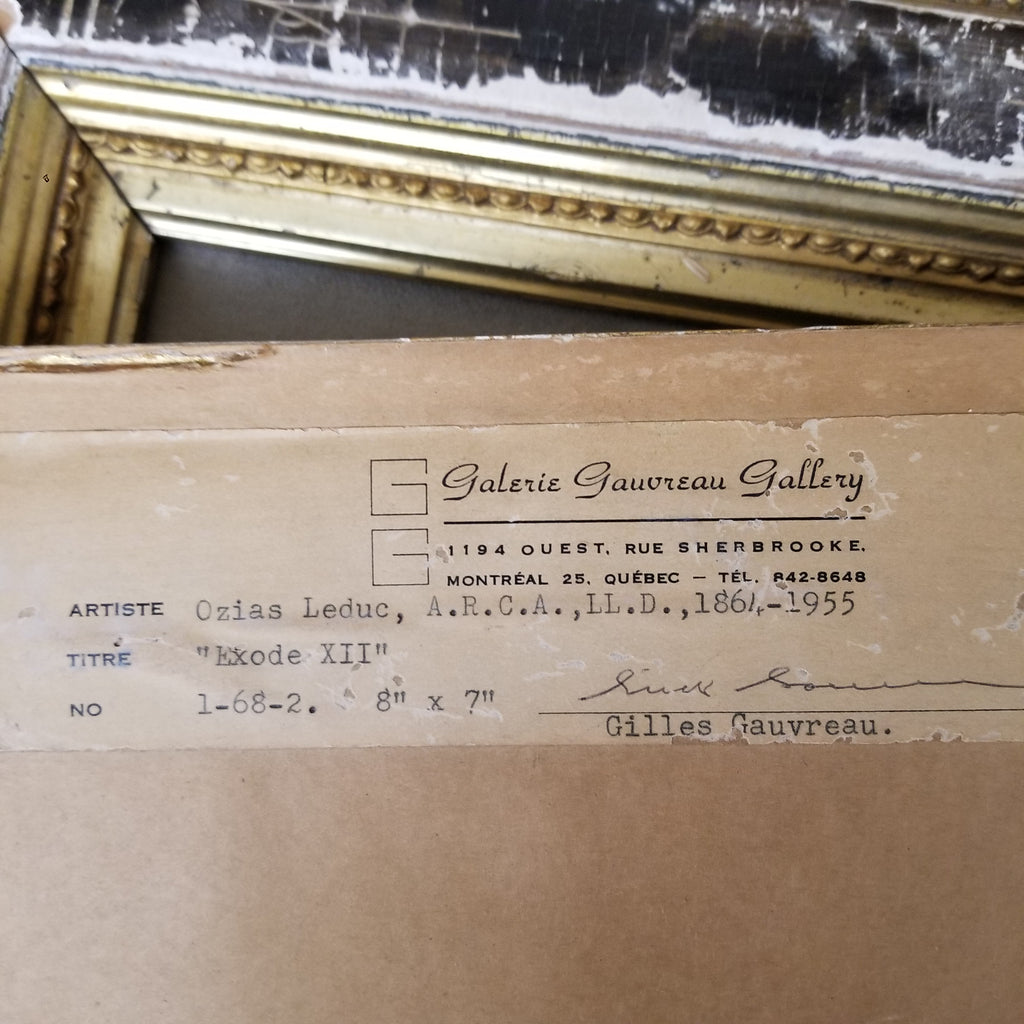 Galerie Gauvreau Gallery
1194 OUEST, RUE SHERBROOKE,
MONTRÉAL 25, QUÉBEC — TÉL. 842-8648
ARTISTE Ozias Leduc, A.R.C.A.,LL.D.,1864-1955
TITRE "Exode XII"
NO 1-68-2. 8" x 7"
Gilles Gauvreau.